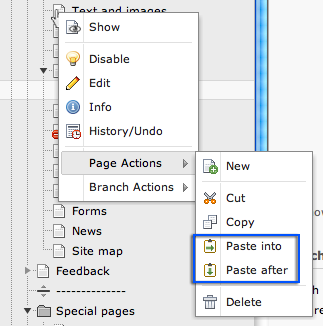 Text and images
Show
Disable
Edit
Info
History/Undo
Page Actions
Branch Actions
New
Cut
Copy
Paste into
Paste after
Delete
Forms
News
Site map
Feedback
--------------
Special pages